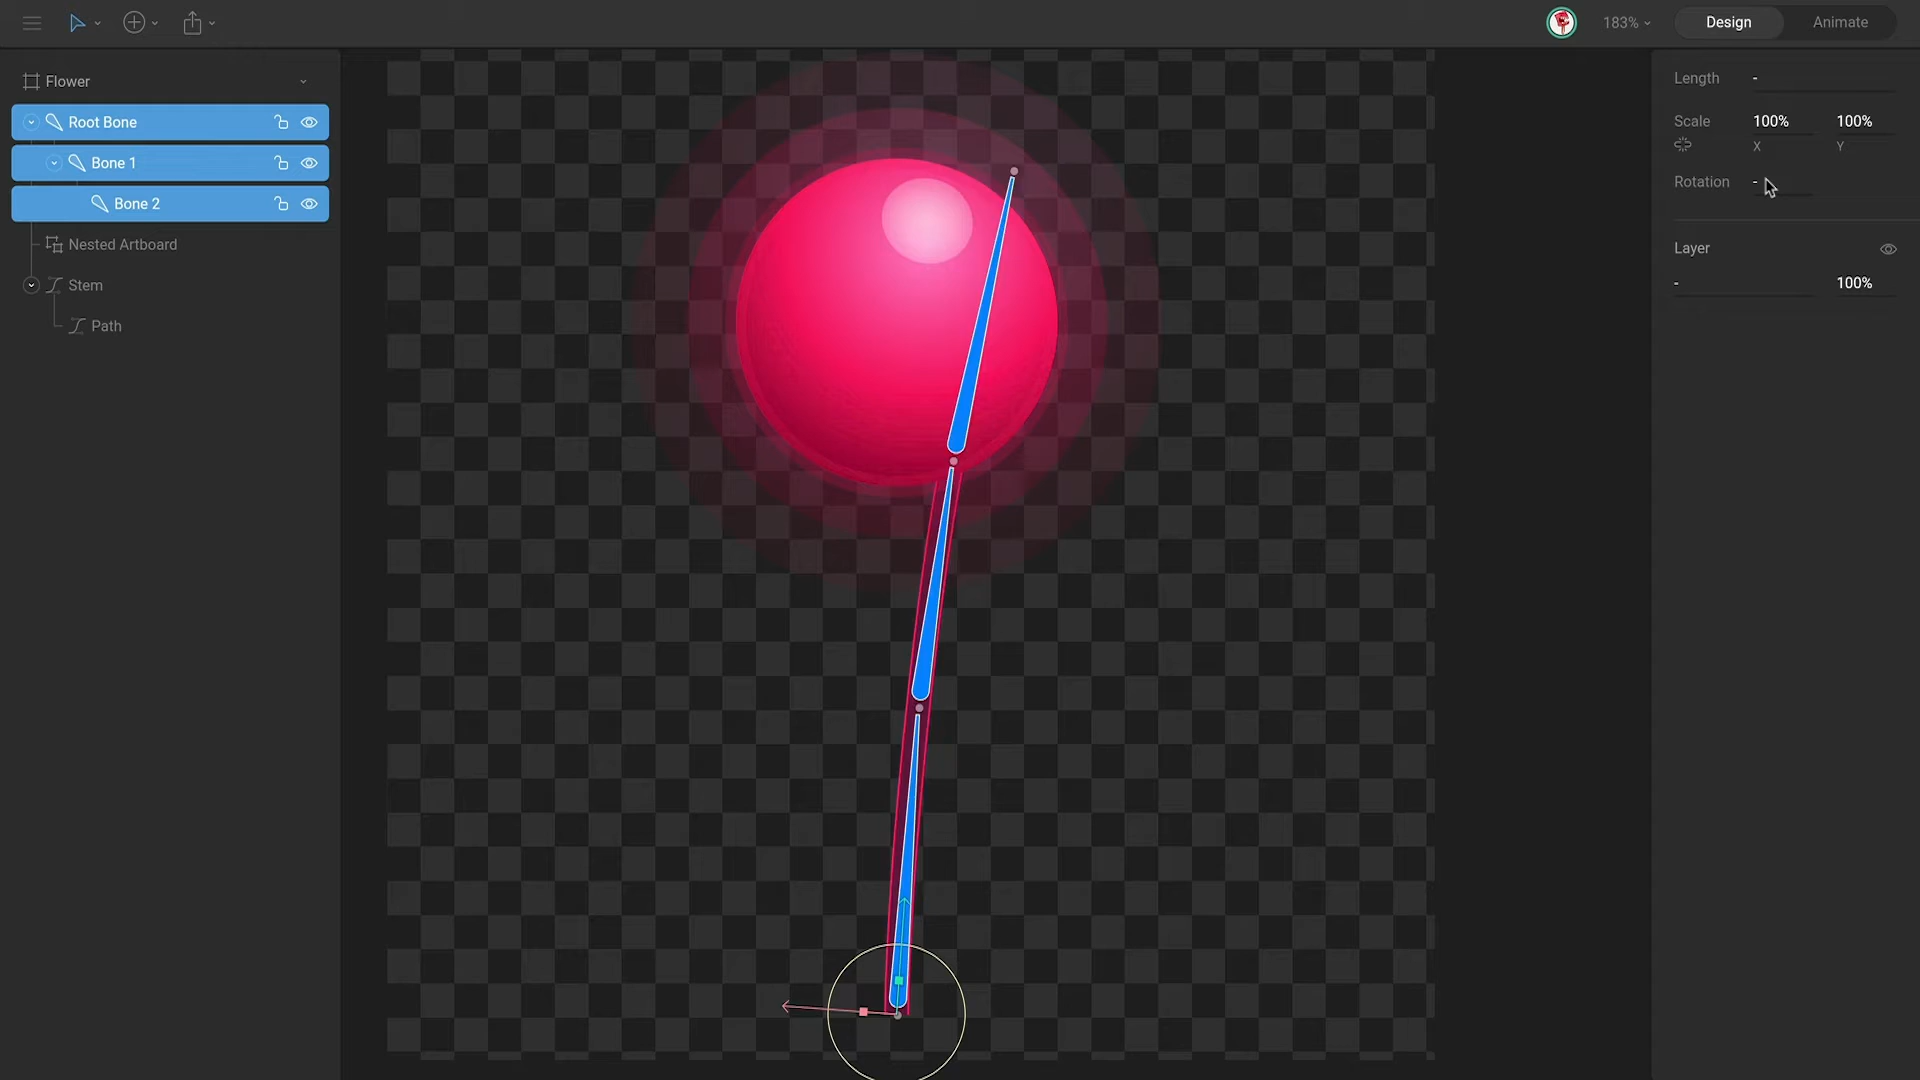 183%
Design
Animate
Flower
Root Bone
Bone 1
Bone 2
Nested Artboard
Stem
Path
Length -
Scale 100% 100%
X Y
Rotation -
Layer
- 100%